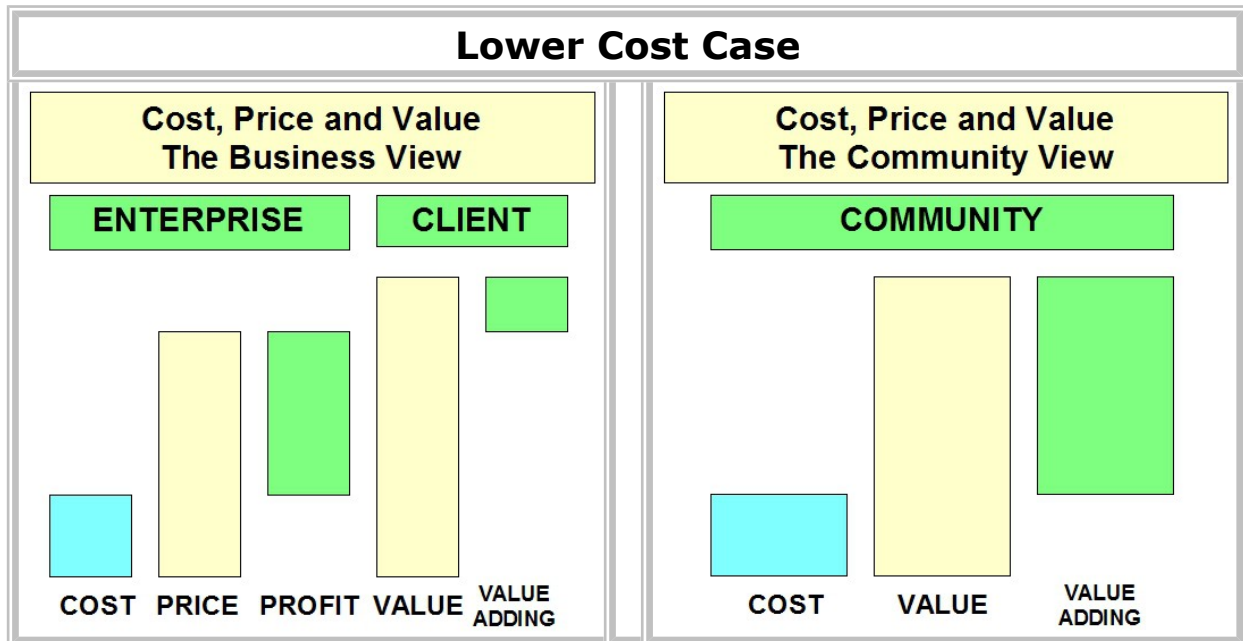 Lower Cost Case
Cost, Price and Value
The Business View
ENTERPRISE
CLIENT
COST
PRICE
PROFIT
VALUE
VALUE
ADDING
Cost, Price and Value
The Community View
COMMUNITY
COST
VALUE
VALUE
ADDING